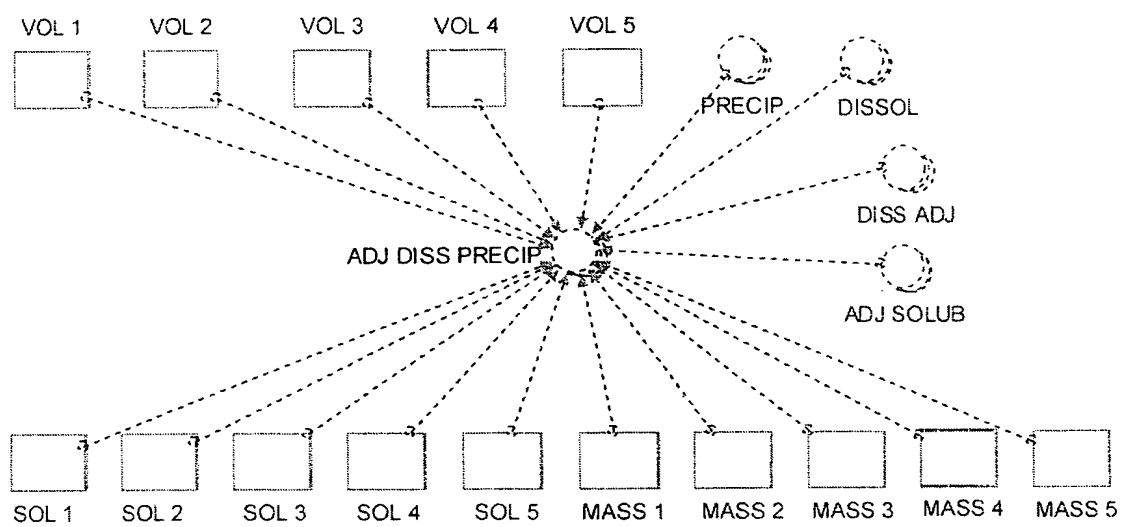 VOL 1 VOL 2 VOL 3 VOL 4 VOL 5
PRECIP DISSOL
DISS ADJ
ADJ DISS PRECIP
ADJ SOLUB
SOL 1 SOL 2 SOL 3 SOL 4 SOL 5 MASS 1 MASS 2 MASS 3 MASS 4 MASS 5